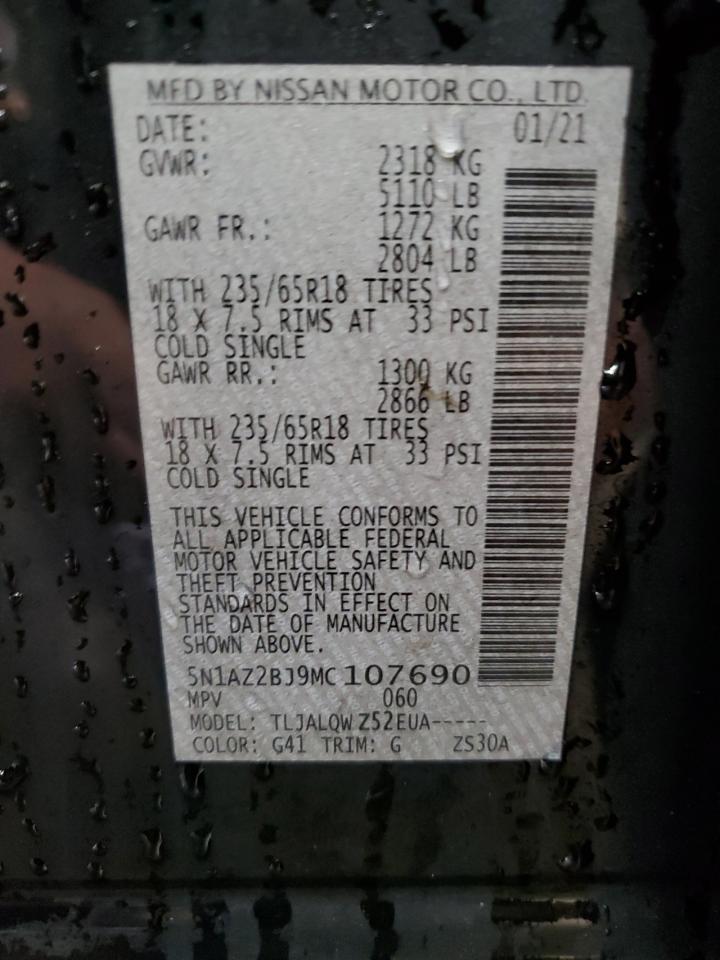 MFD BY NISSAN MOTOR CO., LTD.
DATE: 01/21
GVWR: 2318 KG
5110 LB
GAWR FR.: 1272 KG
2804 LB
WITH 235/65R18 TIRES
18 X 7.5 RIMS AT 33 PSI
COLD SINGLE
GAWR RR.: 1300 KG
2866 LB
WITH 235/65R18 TIRES
18 X 7.5 RIMS AT 33 PSI
COLD SINGLE
THIS VEHICLE CONFORMS TO
ALL APPLICABLE FEDERAL
MOTOR VEHICLE SAFETY AND
THEFT PREVENTION
STANDARDS IN EFFECT ON
THE DATE OF MANUFACTURE
SHOWN ABOVE.
5N1AZ2BJ9MC107690
MPV 060
MODEL: TLJALQW Z52EUA-----
COLOR: G41 TRIM: G ZS30A